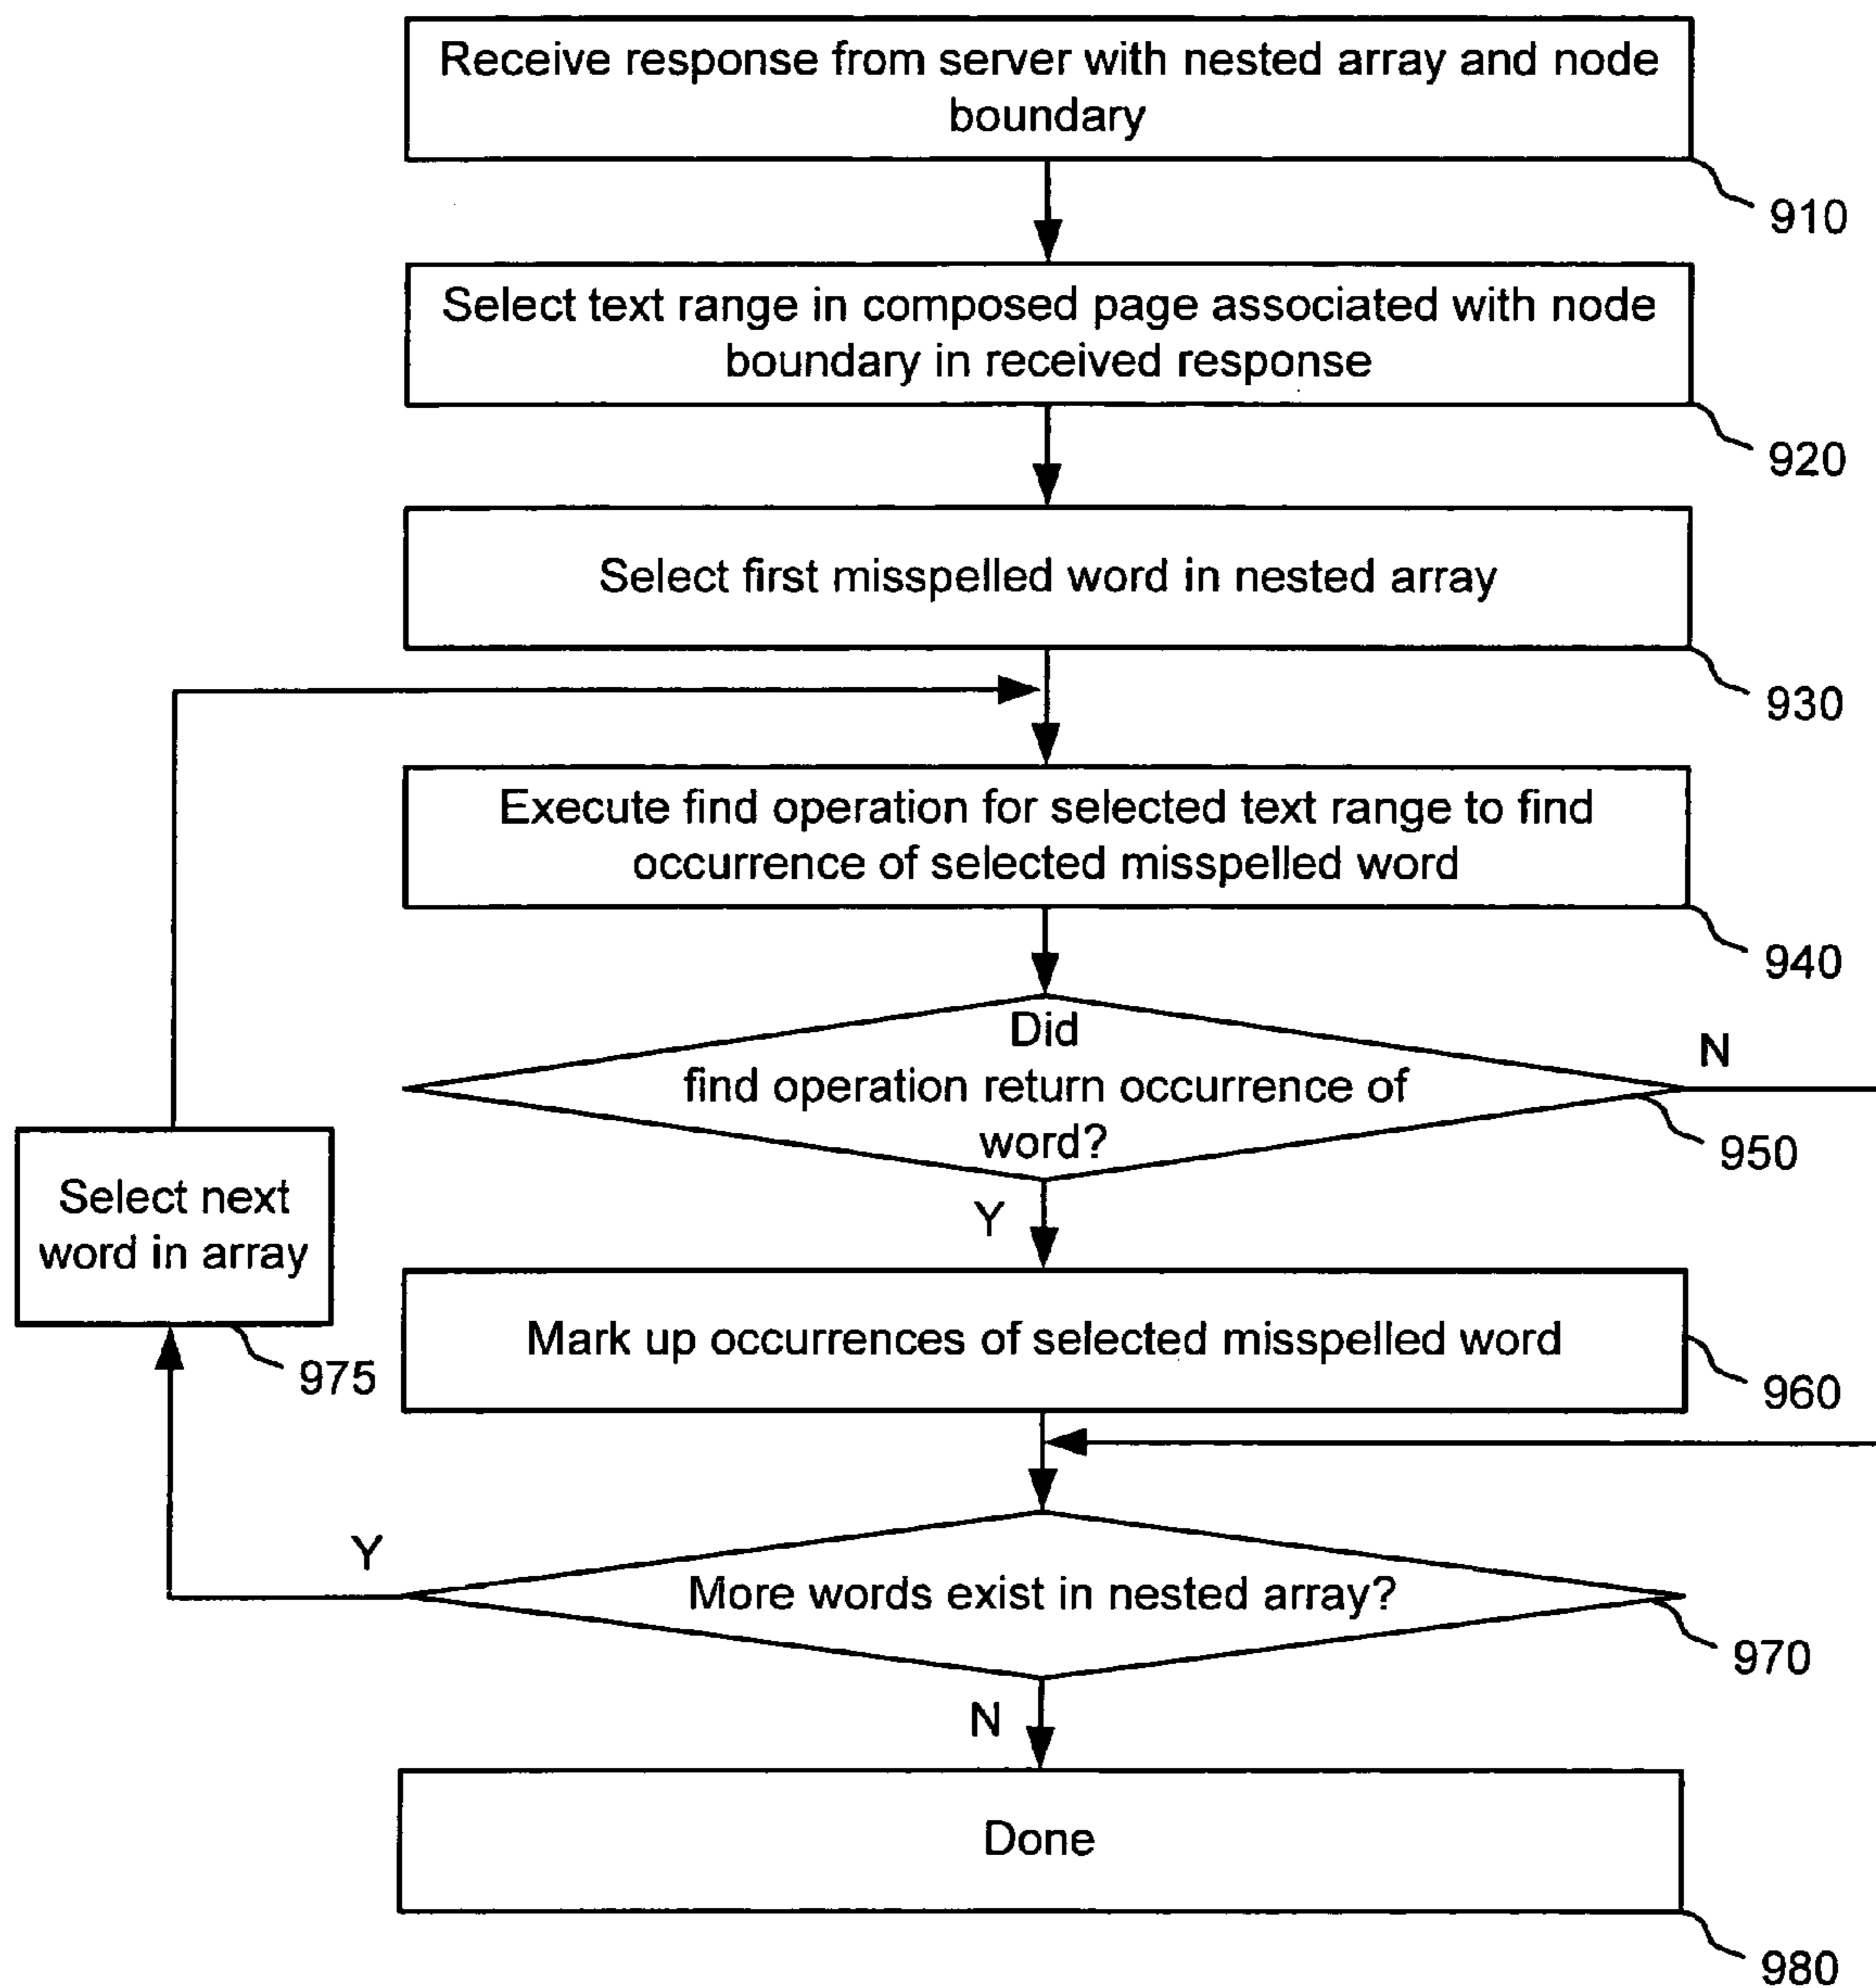 Receive response from server with nested array and node
boundary
910
Select text range in composed page associated with node
boundary in received response
920
Select first misspelled word in nested array
930
Execute find operation for selected text range to find
occurrence of selected misspelled word
940
Did
find operation return occurrence of
word?
N
950
Y
Select next
word in array
975
Mark up occurrences of selected misspelled word
960
Y
More words exist in nested array?
970
N
Done
980